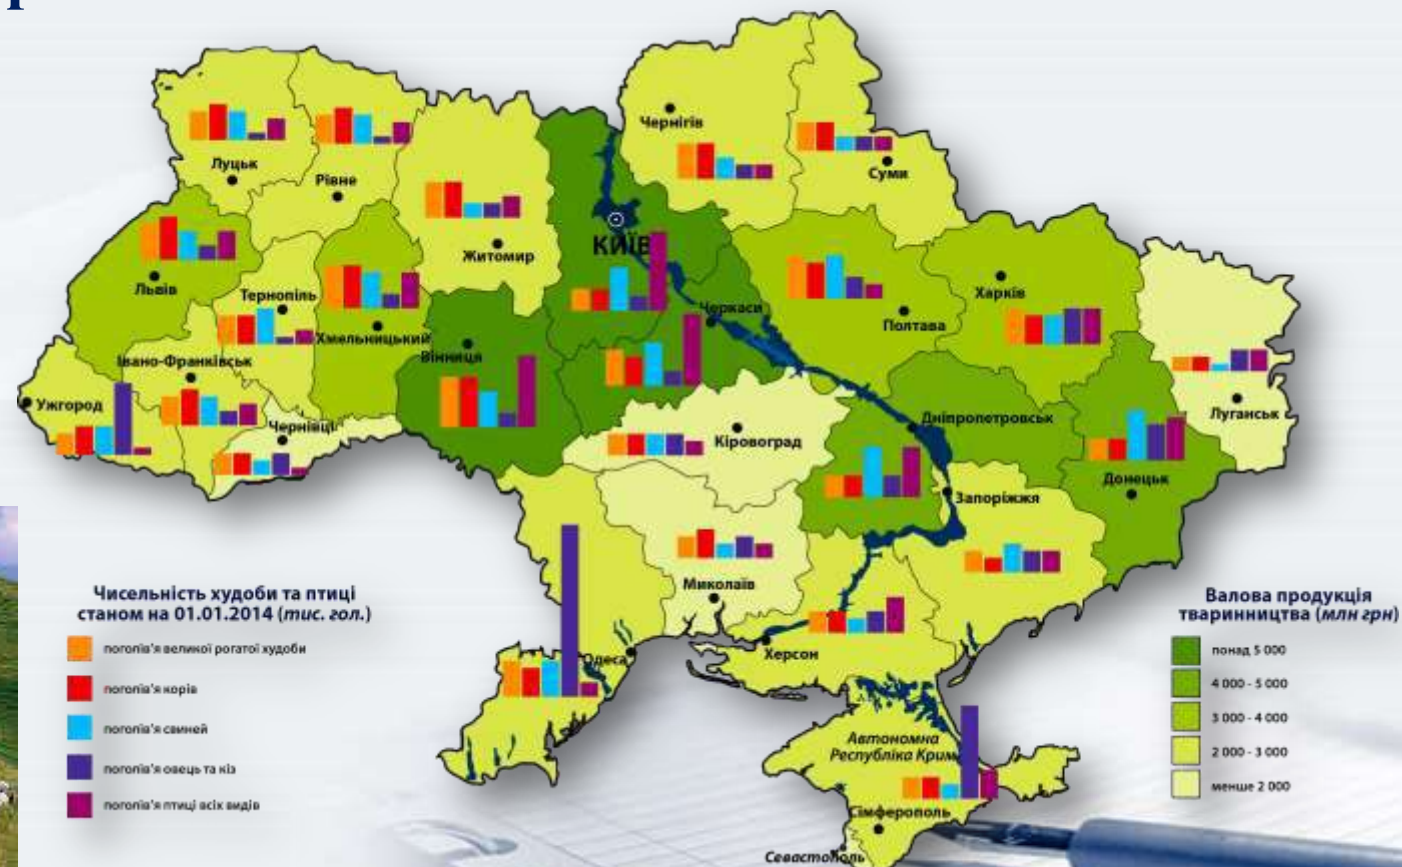 Чернігів
Суми
Луцьк
Рівне
Житомир
КИЇВ
Львів
Тернопіль
Хмельницький
Вінниця
Черкаси
Полтава
Харків
Івано-Франківськ
Ужгород
Чернівці
Кіровоград
Дніпропетровськ
Луганськ
Донецьк
Запоріжжя
Миколаїв
Херсон
Одеса
Автономна
Республіка Крим
Сімферополь
Севастополь
Чисельність худоби та птиці
станом на 01.01.2014 (тис. гол.)
поголів'я великої рогатої худоби
поголів'я корів
поголів'я свиней
поголів'я овець та кіз
поголів'я птиці всіх видів
Валова продукція
тваринництва (млн грн)
понад 5 000
4 000 - 5 000
3 000 - 4 000
2 000 - 3 000
менше 2 000